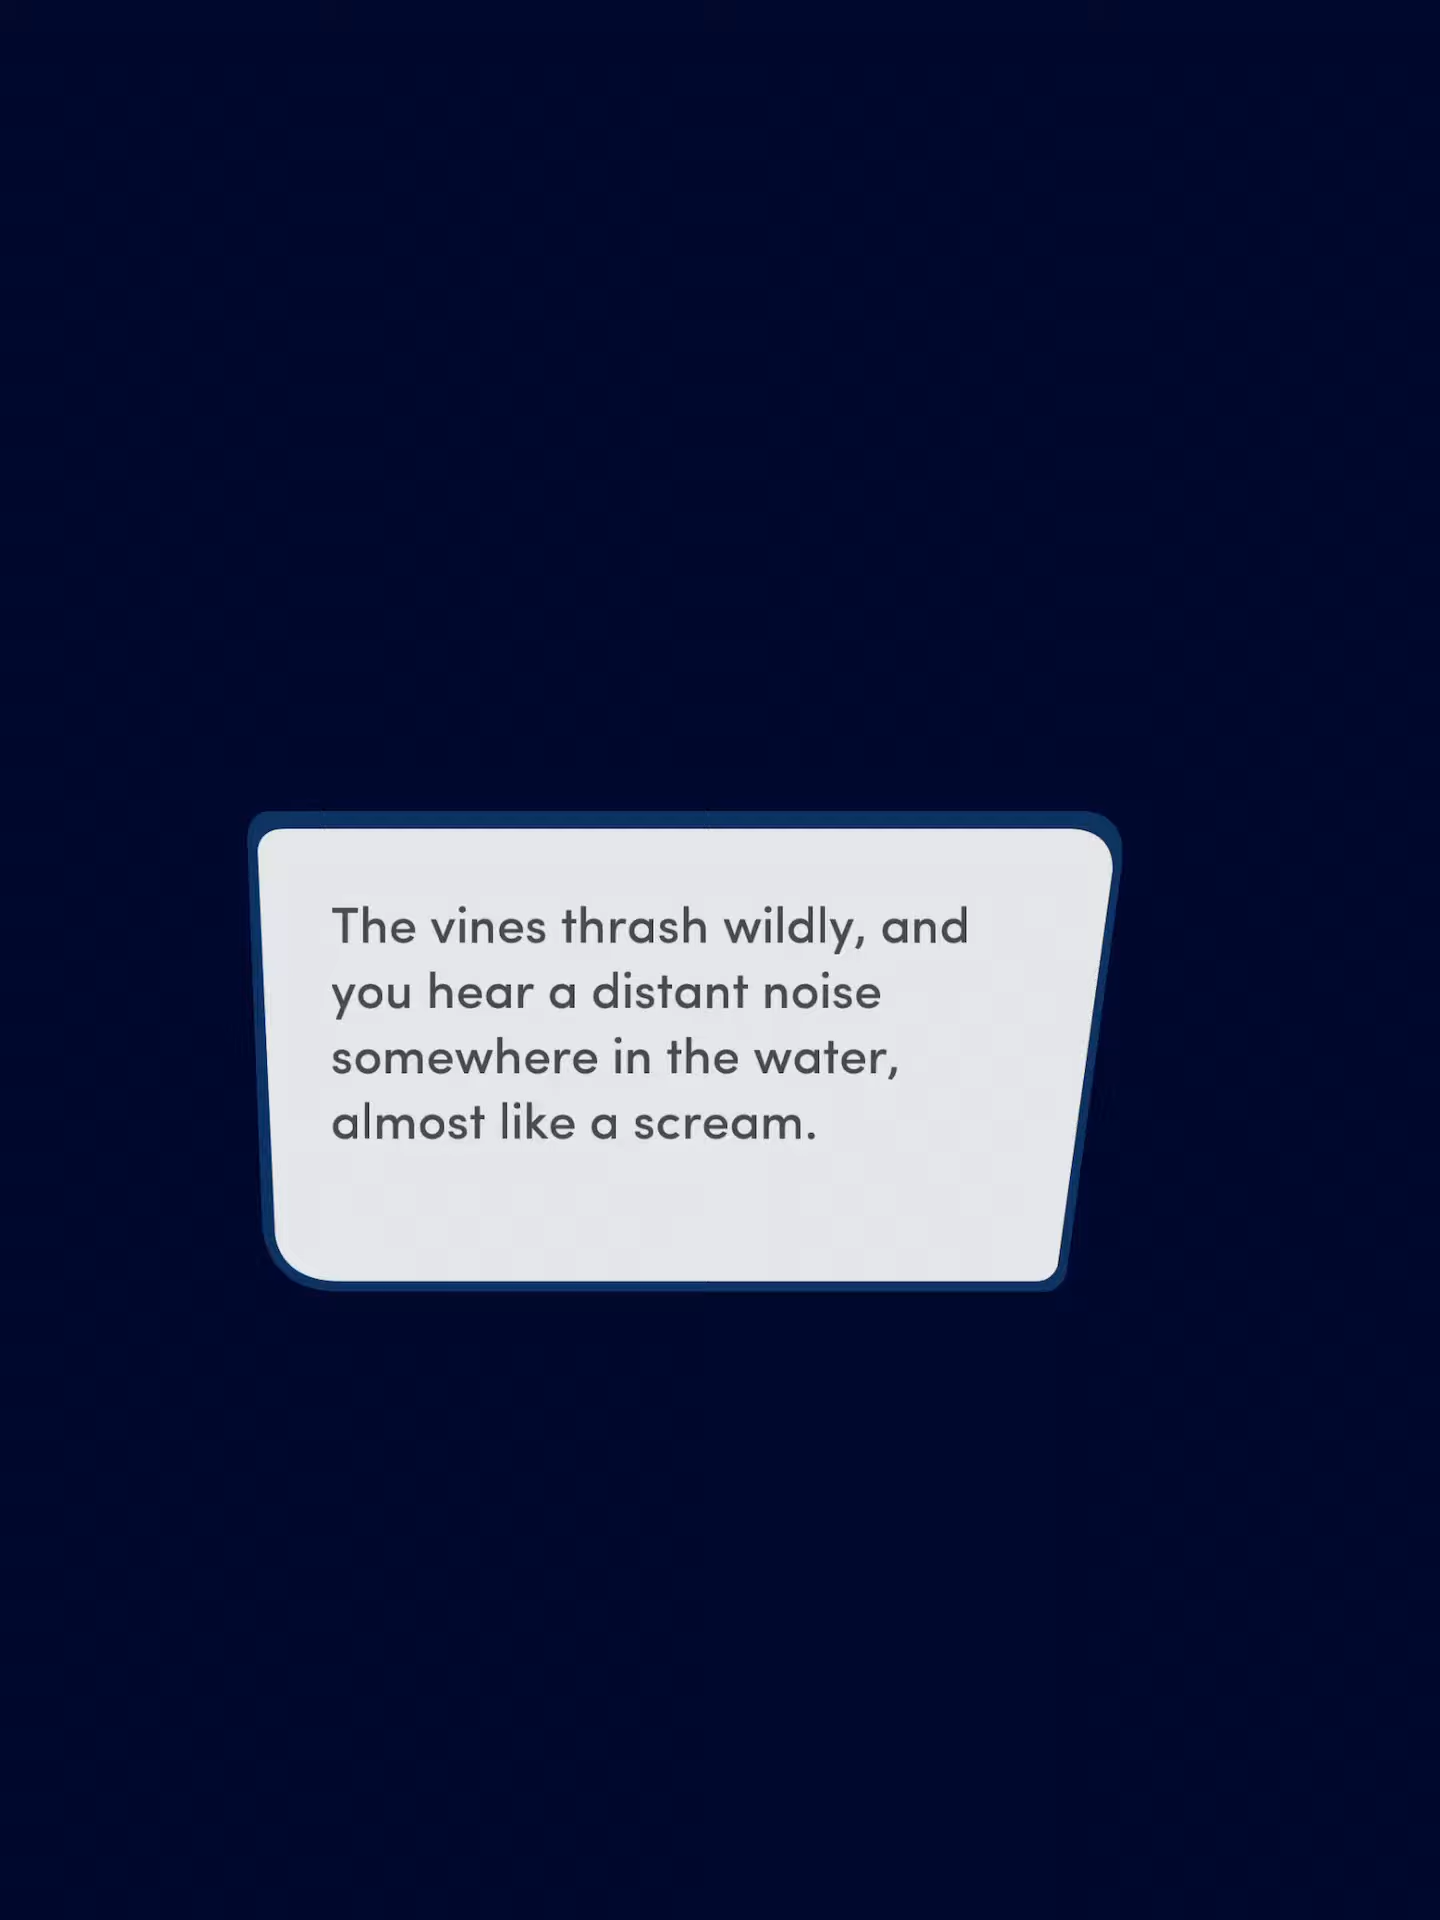 The vines thrash wildly, and
you hear a distant noise
somewhere in the water,
almost like a scream.